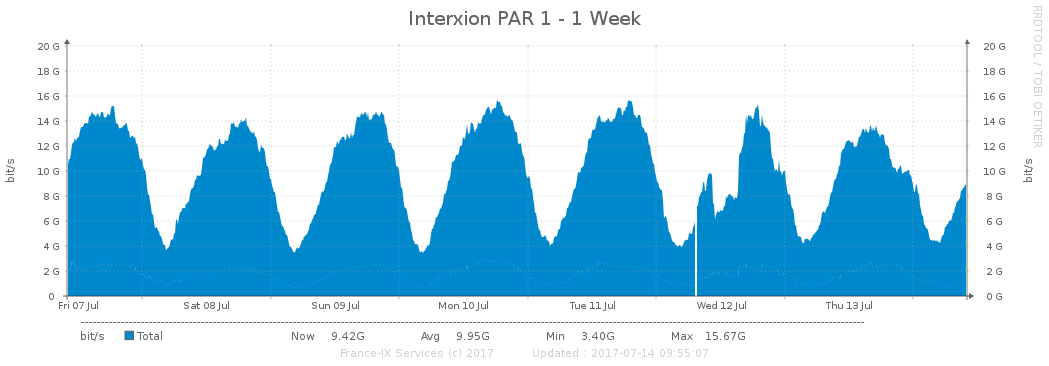 Interxion PAR 1 - 1 Week
RRDTOOL / TOBI OETIKER
20 G 20 G
18 G 18 G
16 G 16 G
14 G 14 G
12 G 12 G
10 G 10 G
8 G 8 G
6 G 6 G
4 G 4 G
2 G 2 G
0 0 G
bit/s
bit/s
Fri 07 Jul Sat 08 Jul Sun 09 Jul Mon 10 Jul Tue 11 Jul Wed 12 Jul Thu 13 Jul
bit/s Total Now 9.42G Avg 9.95G Min 3.40G Max 15.67G
France-IX Services (c) 2017 Updated : 2017-07-14 09:55:07